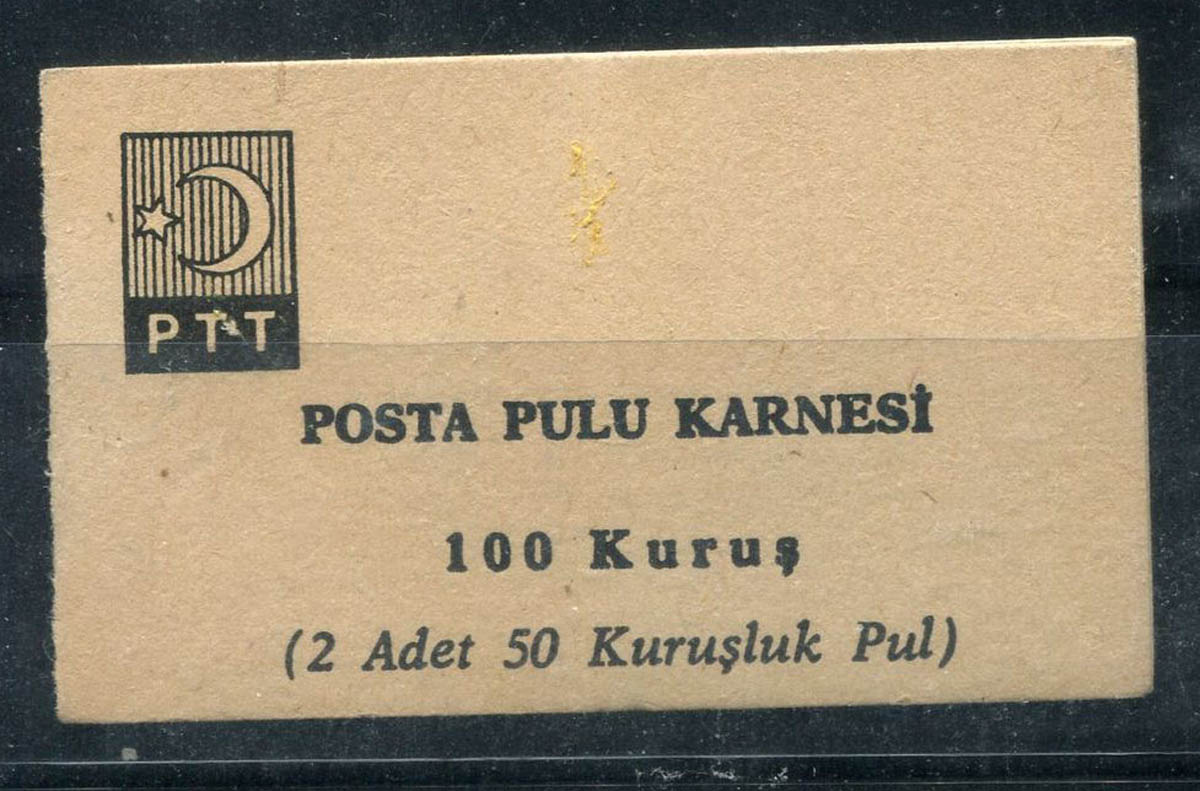 PTT
POSTA PULU KARNESİ
100 Kuruş
(2 Adet 50 Kuruşluk Pul)